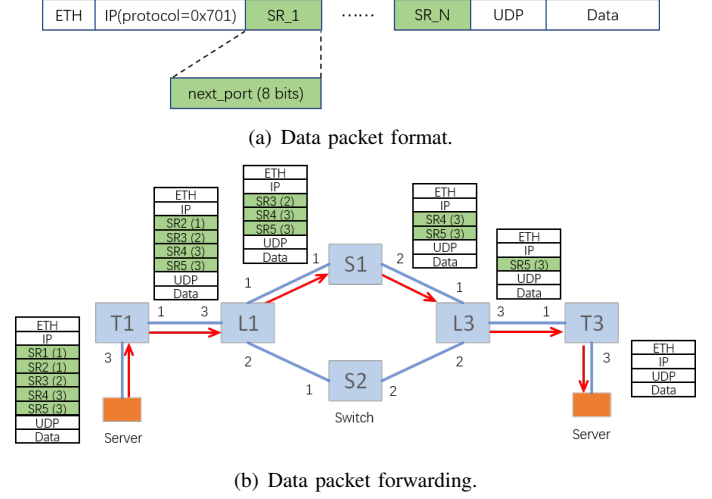 ETH IP(protocol=0x701) SR_1 ...... SR_N UDP Data
next_port (8 bits)
(a) Data packet format.
ETH
IP
SR1 (1)
SR2 (1)
SR3 (2)
SR4 (3)
SR5 (3)
UDP
Data
ETH
IP
SR2 (1)
SR3 (2)
SR4 (3)
SR5 (3)
UDP
Data
ETH
IP
SR3 (2)
SR4 (3)
SR5 (3)
UDP
Data
ETH
IP
SR4 (3)
SR5 (3)
UDP
Data
ETH
IP
SR5 (3)
UDP
Data
ETH
IP
UDP
Data
1 S1 2
1 1
T1 1 3 L1 L3 3 1 T3
3 2 2 3
1 S2 2
Server Switch Server
(b) Data packet forwarding.